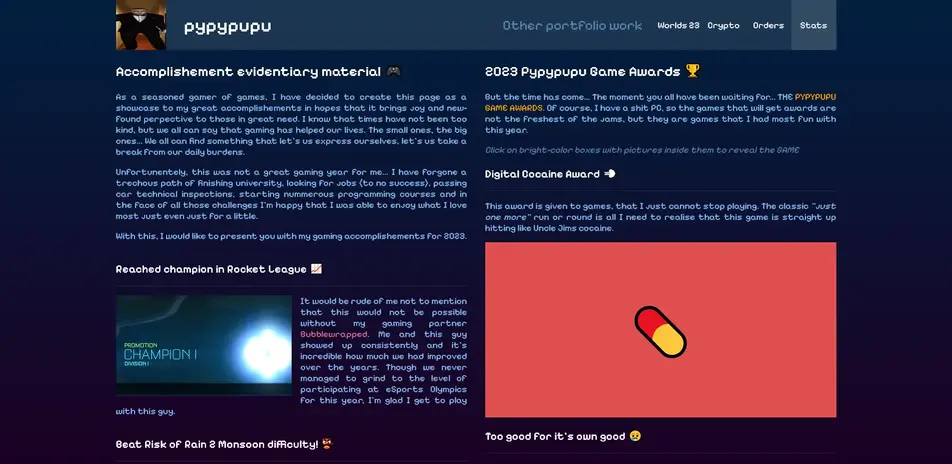 pypypupu
Other portfolio work
Worlds 23
Crypto
Orders
Stats
Accomplishement evidentiary material 🎮
As a seasoned gamer of games, I have decided to create this page as a
showcase to my great accomplishments in hopes that it brings joy and new-
found perpective to those in great need. I know that times have not been too
kind, but we all can say that gaming has helped our lives. The small ones, the big
ones... We all can find something that let's us express ourselves, let's us take a
break from our daily burdens.
Unfortunentely, this was not a great gaming year for me... I have forgone a
trechous path of finishing university, looking for jobs (to no success), passing
car technical inspections, starting nummerous programming courses and in
the face of all those challenges I'm happy that I was able to enjoy what I love
most just even just for a little.
With this, I would like to present you with my gaming accomplishements for 2023.
Reached champion in Rocket League 📈
PROMOTION
CHAMPION I
DIVISION I
It would be rude of me not to mention
that this would not be possible
without my gaming partner
Bubblewrapped. Me and this guy
showed up consistently and it's
incredible how much we had improved
over the years. Though we never
managed to grind to the level of
participating at eSports Olympics
for this year, I'm glad I get to play
with this guy.
Beat Risk of Rain 2 Monsoon difficulty! 👺
2023 Pypypupu Game Awards 🏆
But the time has come... The moment you all have been waiting for... THE PYPYPUPU
GAME AWARDS. Of course, I have a shit PC, so the games that will get awards are
not the freshest of the jams, but they are games that I had most fun with
this year.
Click on bright-color boxes with pictures inside them to reveal the GAME
Digital Cocaine Award 💨
This award is given to games, that I just cannot stop playing. The classic "just
one more" run or round is all I need to realise that this game is straight up
hitting like Uncle Jims cocaine.
Too good for it's own good 😢